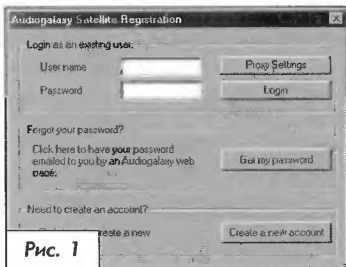 Audiogalaxy Satellite Registration
Login as an existing user:
User name
Proxy Settings
Password
Login
Forgot your password?
Click here to have your password
emailed to you by an Audiogalaxy web
page:
Get my password
Need to create an account?
create a new
Create a new account
Рис. 1